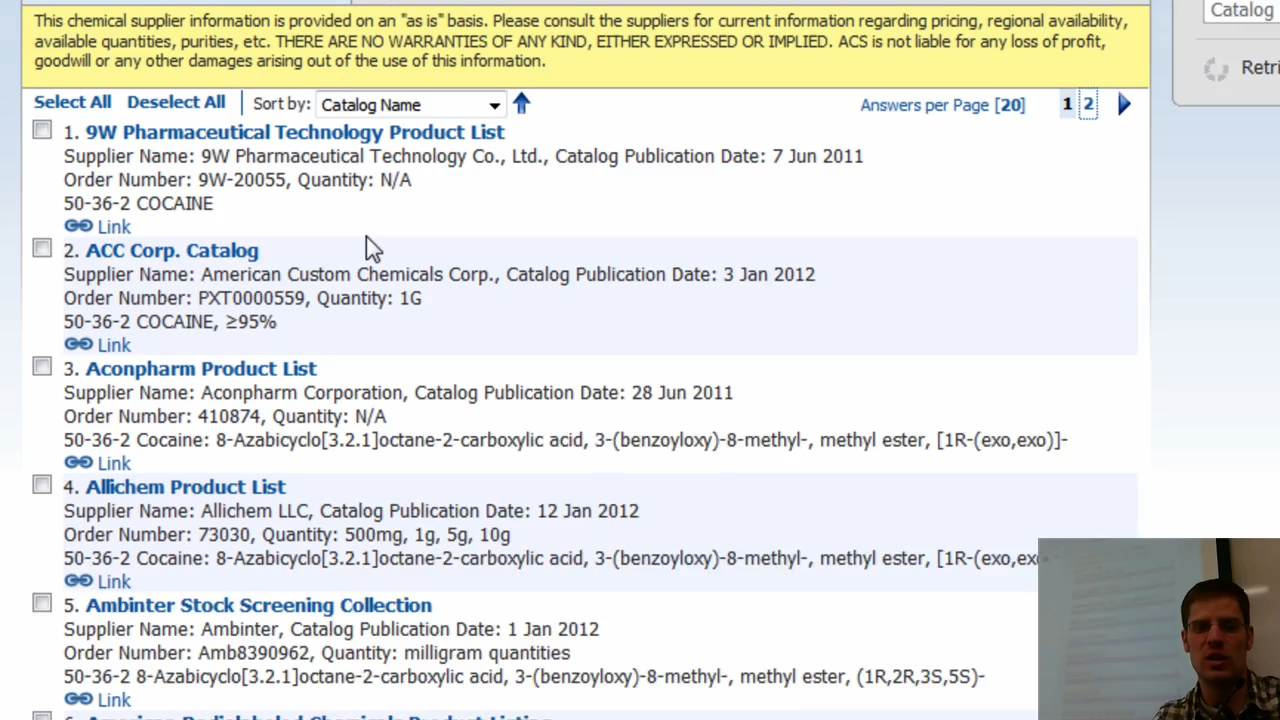 This chemical supplier information is provided on an "as is" basis. Please consult the suppliers for current information regarding pricing, regional availability,
available quantities, purities, etc. THERE ARE NO WARRANTIES OF ANY KIND, EITHER EXPRESSED OR IMPLIED. ACS is not liable for any loss of profit,
goodwill or any other damages arising out of the use of this information.
Catalog
Retri
Select All Deselect All Sort by: Catalog Name Answers per Page [20] 1 2
1. 9W Pharmaceutical Technology Product List
Supplier Name: 9W Pharmaceutical Technology Co., Ltd., Catalog Publication Date: 7 Jun 2011
Order Number: 9W-20055, Quantity: N/A
50-36-2 COCAINE
Link
2. ACC Corp. Catalog
Supplier Name: American Custom Chemicals Corp., Catalog Publication Date: 3 Jan 2012
Order Number: PXT0000559, Quantity: 1G
50-36-2 COCAINE, ≥95%
Link
3. Aconpharm Product List
Supplier Name: Aconpharm Corporation, Catalog Publication Date: 28 Jun 2011
Order Number: 410874, Quantity: N/A
50-36-2 Cocaine: 8-Azabicyclo[3.2.1]octane-2-carboxylic acid, 3-(benzoyloxy)-8-methyl-, methyl ester, [1R-(exo,exo)]-
Link
4. Allichem Product List
Supplier Name: Allichem LLC, Catalog Publication Date: 12 Jan 2012
Order Number: 73030, Quantity: 500mg, 1g, 5g, 10g
50-36-2 Cocaine: 8-Azabicyclo[3.2.1]octane-2-carboxylic acid, 3-(benzoyloxy)-8-methyl-, methyl ester, [1R-(exo,exo
Link
5. Ambinter Stock Screening Collection
Supplier Name: Ambinter, Catalog Publication Date: 1 Jan 2012
Order Number: Amb8390962, Quantity: milligram quantities
50-36-2 8-Azabicyclo[3.2.1]octane-2-carboxylic acid, 3-(benzoyloxy)-8-methyl-, methyl ester, (1R,2R,3S,5S)-
Link
6. American Radiolabeled Chemicals Product Listing